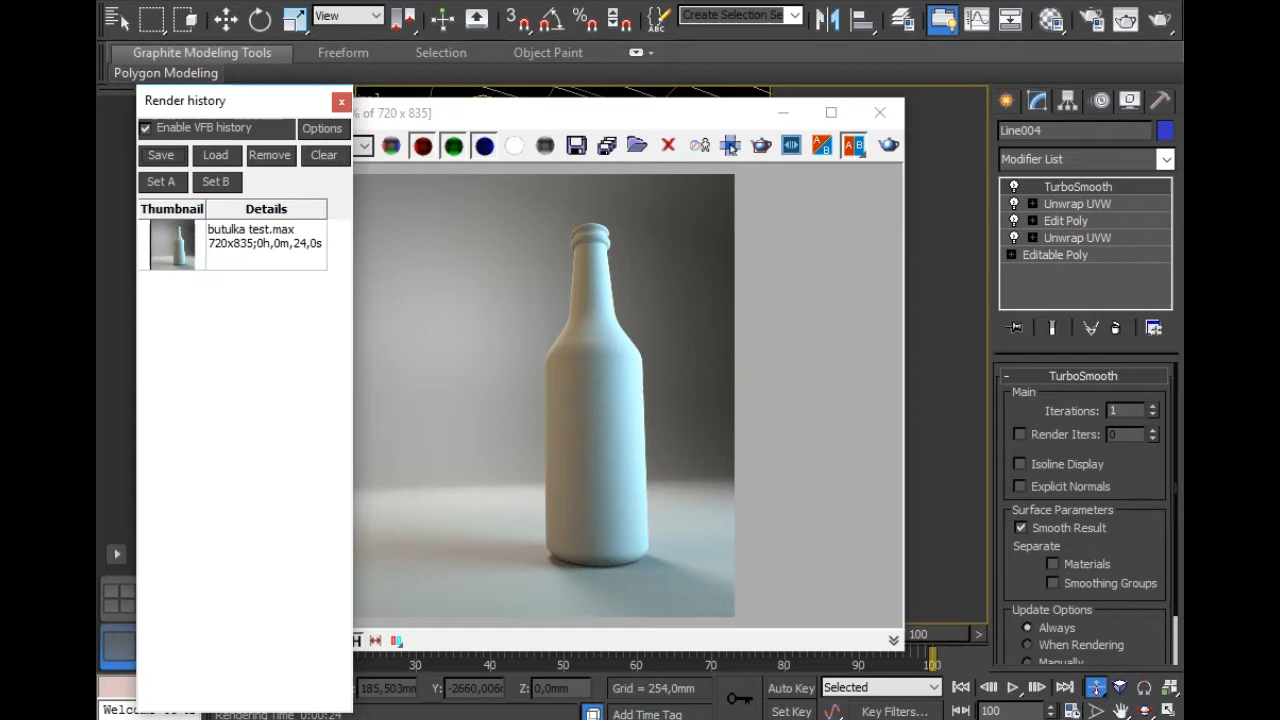 View
Create Selection Se
ABC
Graphite Modeling Tools
Freeform
Selection
Object Paint
Polygon Modeling
Render history
x
% of 720 x 835]
Enable VFB history
Options
Save
Load
Remove
Clear
Set A
Set B
Thumbnail
Details
butulka test.max
720x835;0h,0m,24,0s
Line004
Modifier List
TurboSmooth
Unwrap UVW
Edit Poly
Unwrap UVW
Editable Poly
- TurboSmooth
Main
Iterations: 1
Render Iters: 0
Isoline Display
Explicit Normals
Surface Parameters
Smooth Result
Separate
Materials
Smoothing Groups
Update Options
Always
When Rendering
Manually
H
100 >
30 40 50 60 70 80 90 100
185,503mm Y: -2660,006m Z: 0,0mm Grid = 254,0mm
Auto Key Selected
Rendering Time 0:00:24
Add Time Tag
Set Key
Key Filters...
100